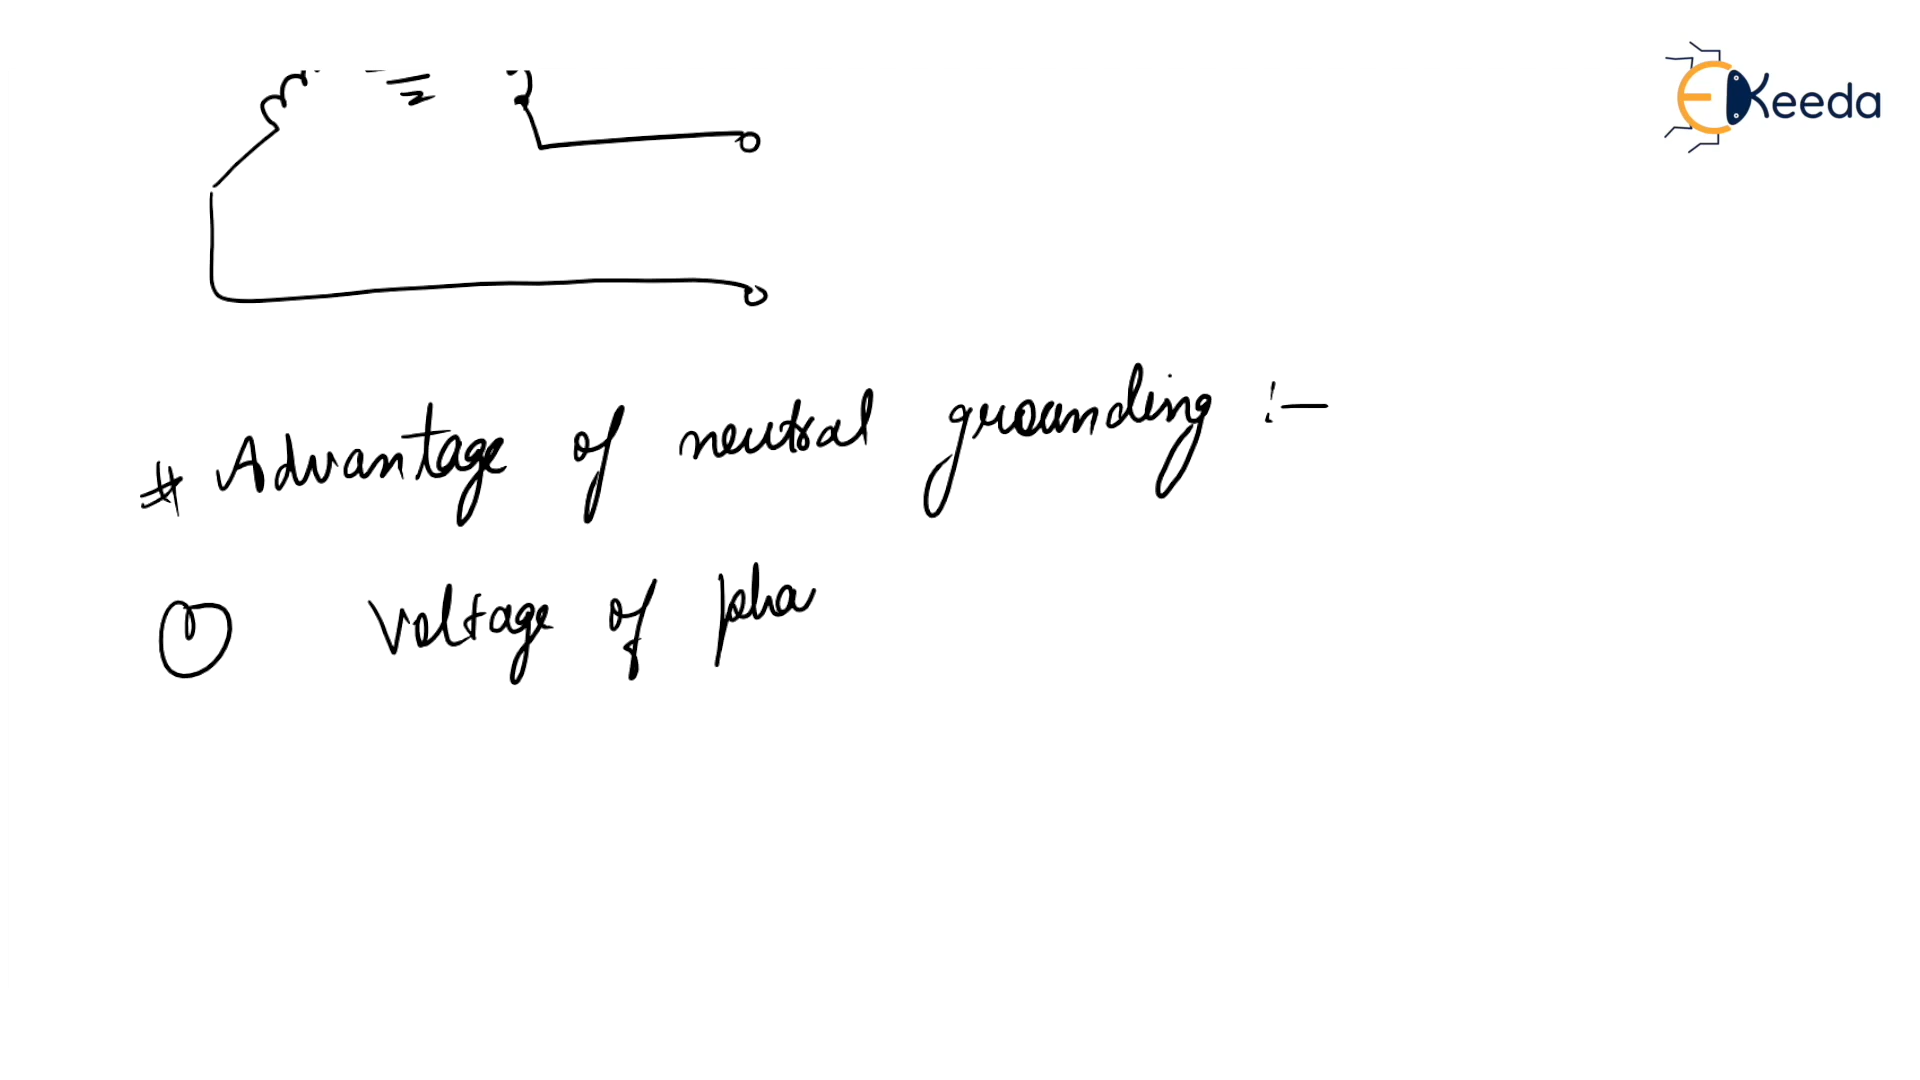 EKeeda
# Advantage of neutral grounding :-
① Voltage of pha